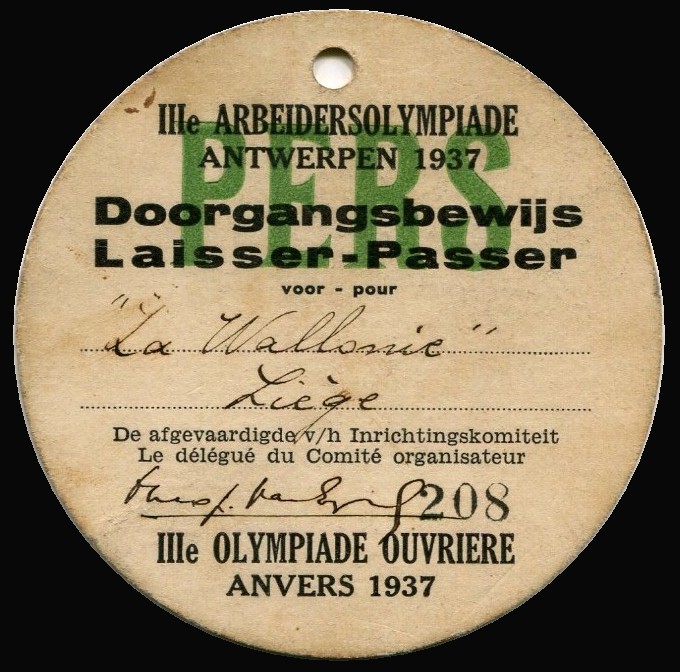 IIIe ARBEIDERSOLYMPIADE
ANTWERPEN 1937
PERS
Doorgangsbewijs
Laisser-Passer
voor - pour
"La Wallonie"
Liège
De afgevaardigde v/h Inrichtingskomiteit
Le délégué du Comité organisateur
208
IIIe OLYMPIADE OUVRIERE
ANVERS 1937